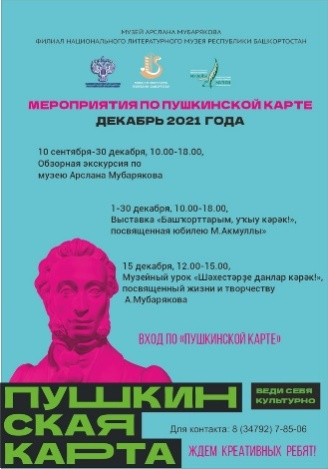 МУЗЕЙ АРСЛАНА МУБАРЯКОВА
ФИЛИАЛ НАЦИОНАЛЬНОГО ЛИТЕРАТУРНОГО МУЗЕЯ РЕСПУБЛИКИ БАШКОРТОСТАН
МЕРОПРИЯТИЯ ПО ПУШКИНСКОЙ КАРТЕ
ДЕКАБРЬ 2021 ГОДА
10 сентября-30 декабря, 10.00-18.00,
Обзорная экскурсия по
музею Арслана Мубарякова
1-30 декабря, 10.00-18.00,
Выставка «Башҡорттарым, уҡыу кәрәк!»,
посвященная юбилею М.Акмуллы»
15 декабря, 12.00-15.00,
Музейный урок «Шәхестәрҙе данлар кәрәк!»,
посвященный жизни и творчеству
А.Мубарякова
ВХОД ПО «ПУШКИНСКОЙ КАРТЕ»
ПУШКИН
СКАЯ
КАРТА
ВЕДИ СЕБЯ
КУЛЬТУРНО
Для контакта: 8 (34792) 7-85-06
ЖДЕМ КРЕАТИВНЫХ РЕБЯТ!